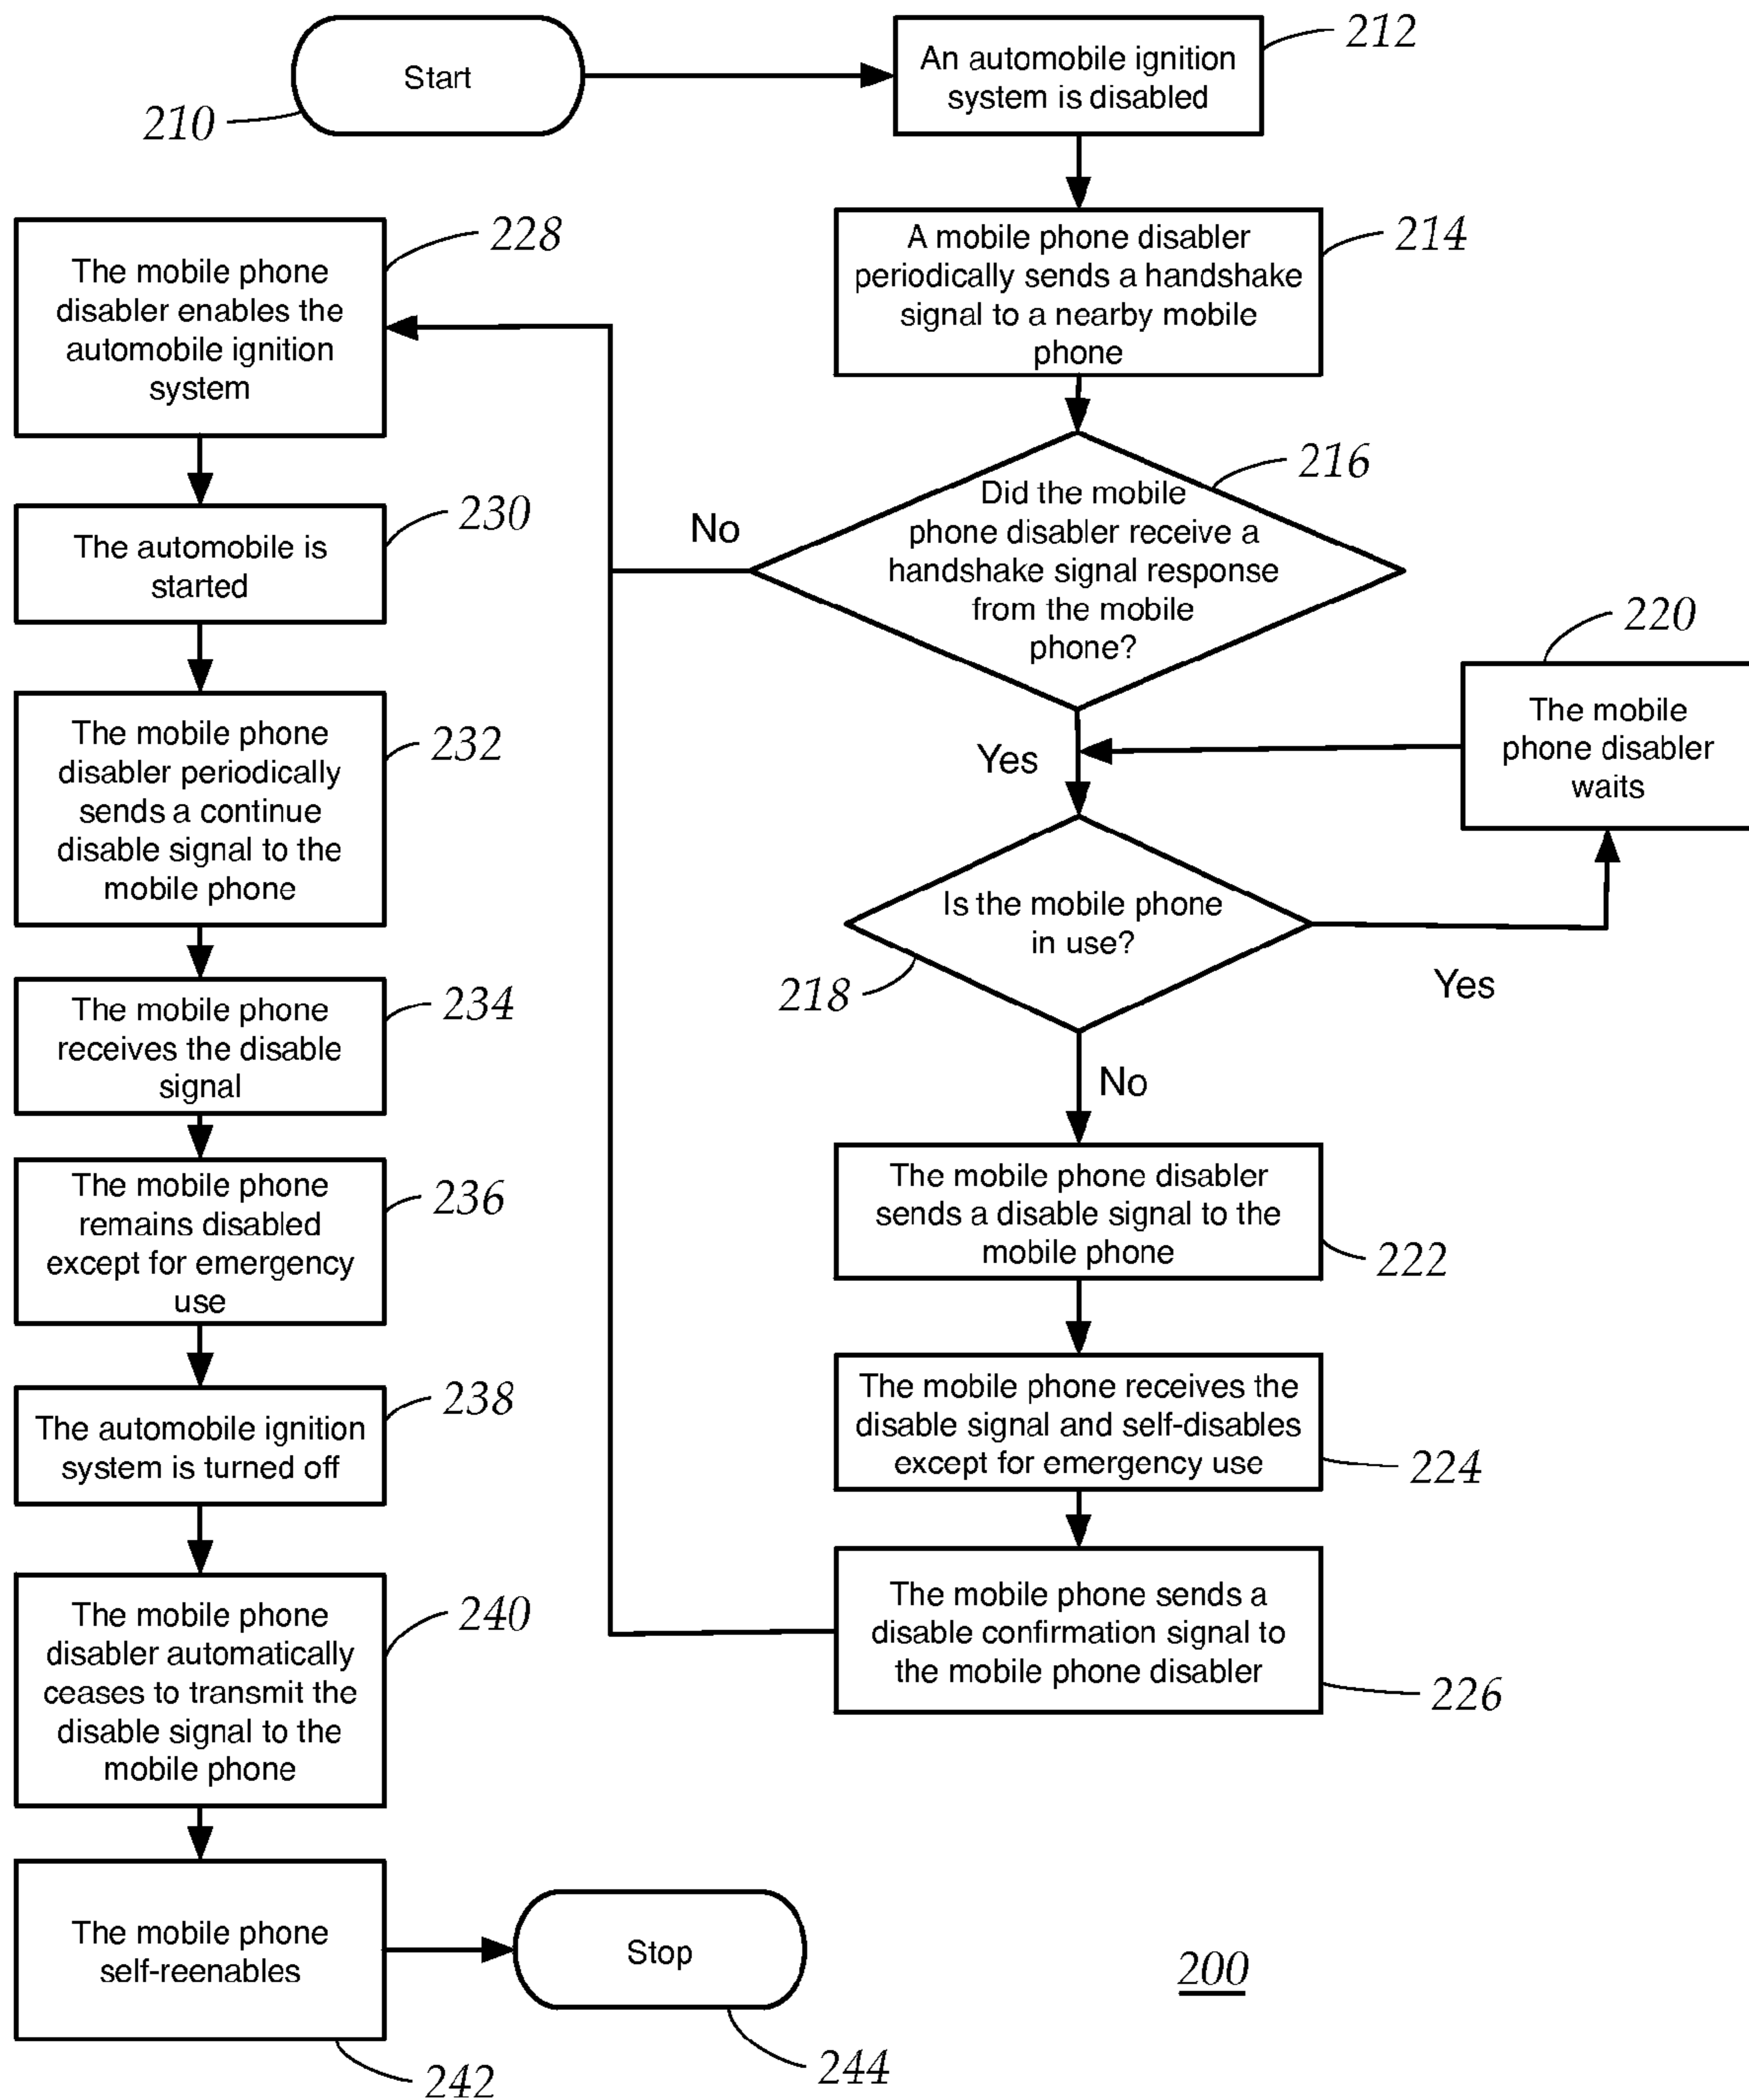 Start
210
An automobile ignition
system is disabled
212
A mobile phone disabler
periodically sends a handshake
signal to a nearby mobile
phone
214
Did the mobile
phone disabler receive a
handshake signal response
from the mobile
phone?
216
No
Yes
Is the mobile phone
in use?
218
Yes
The mobile
phone disabler
waits
220
No
The mobile phone disabler
sends a disable signal to the
mobile phone
222
The mobile phone receives the
disable signal and self-disables
except for emergency use
224
The mobile phone sends a
disable confirmation signal to
the mobile phone disabler
226
The mobile phone
disabler enables the
automobile ignition
system
228
The automobile is
started
230
The mobile phone
disabler periodically
sends a continue
disable signal to the
mobile phone
232
The mobile phone
receives the disable
signal
234
The mobile phone
remains disabled
except for emergency
use
236
The automobile ignition
system is turned off
238
The mobile phone
disabler automatically
ceases to transmit the
disable signal to the
mobile phone
240
The mobile phone
self-reenables
242
Stop
244
200